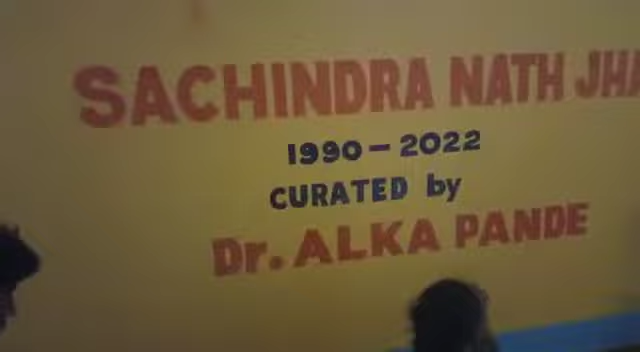 SACHINDRA NATH JHA
1990 - 2022
CURATED by
Dr. ALKA PANDE